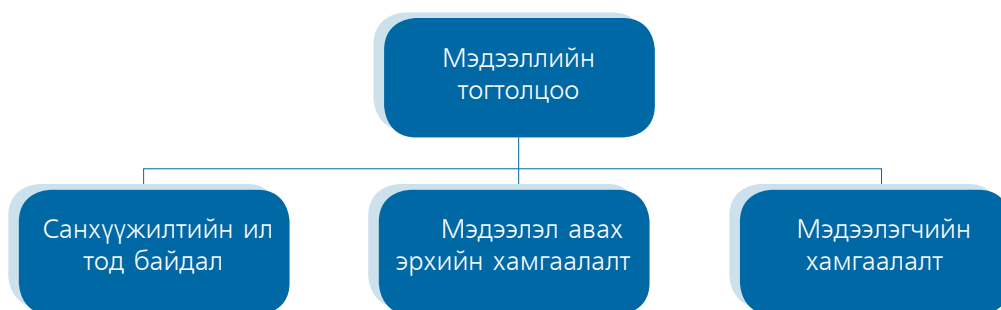 Мэдээллийн
тогтолцоо
Санхүүжилтийн ил
тод байдал
Мэдээлэл авах
эрхийн хамгаалалт
Мэдээлэгчийн
хамгаалалт